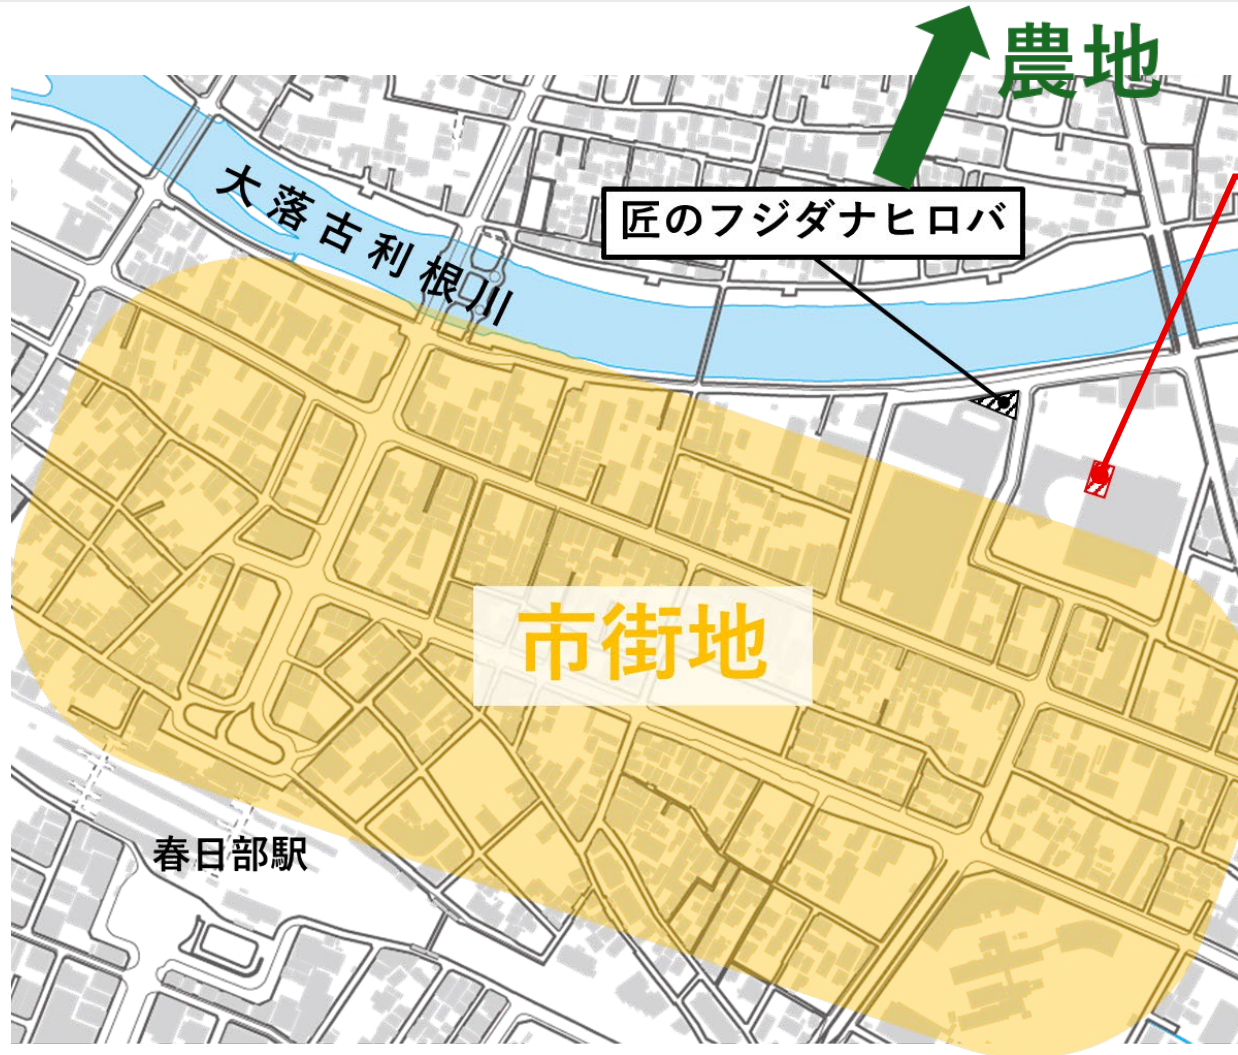 農地
大落古利根川
匠のフジダナヒロバ
市街地
春日部駅